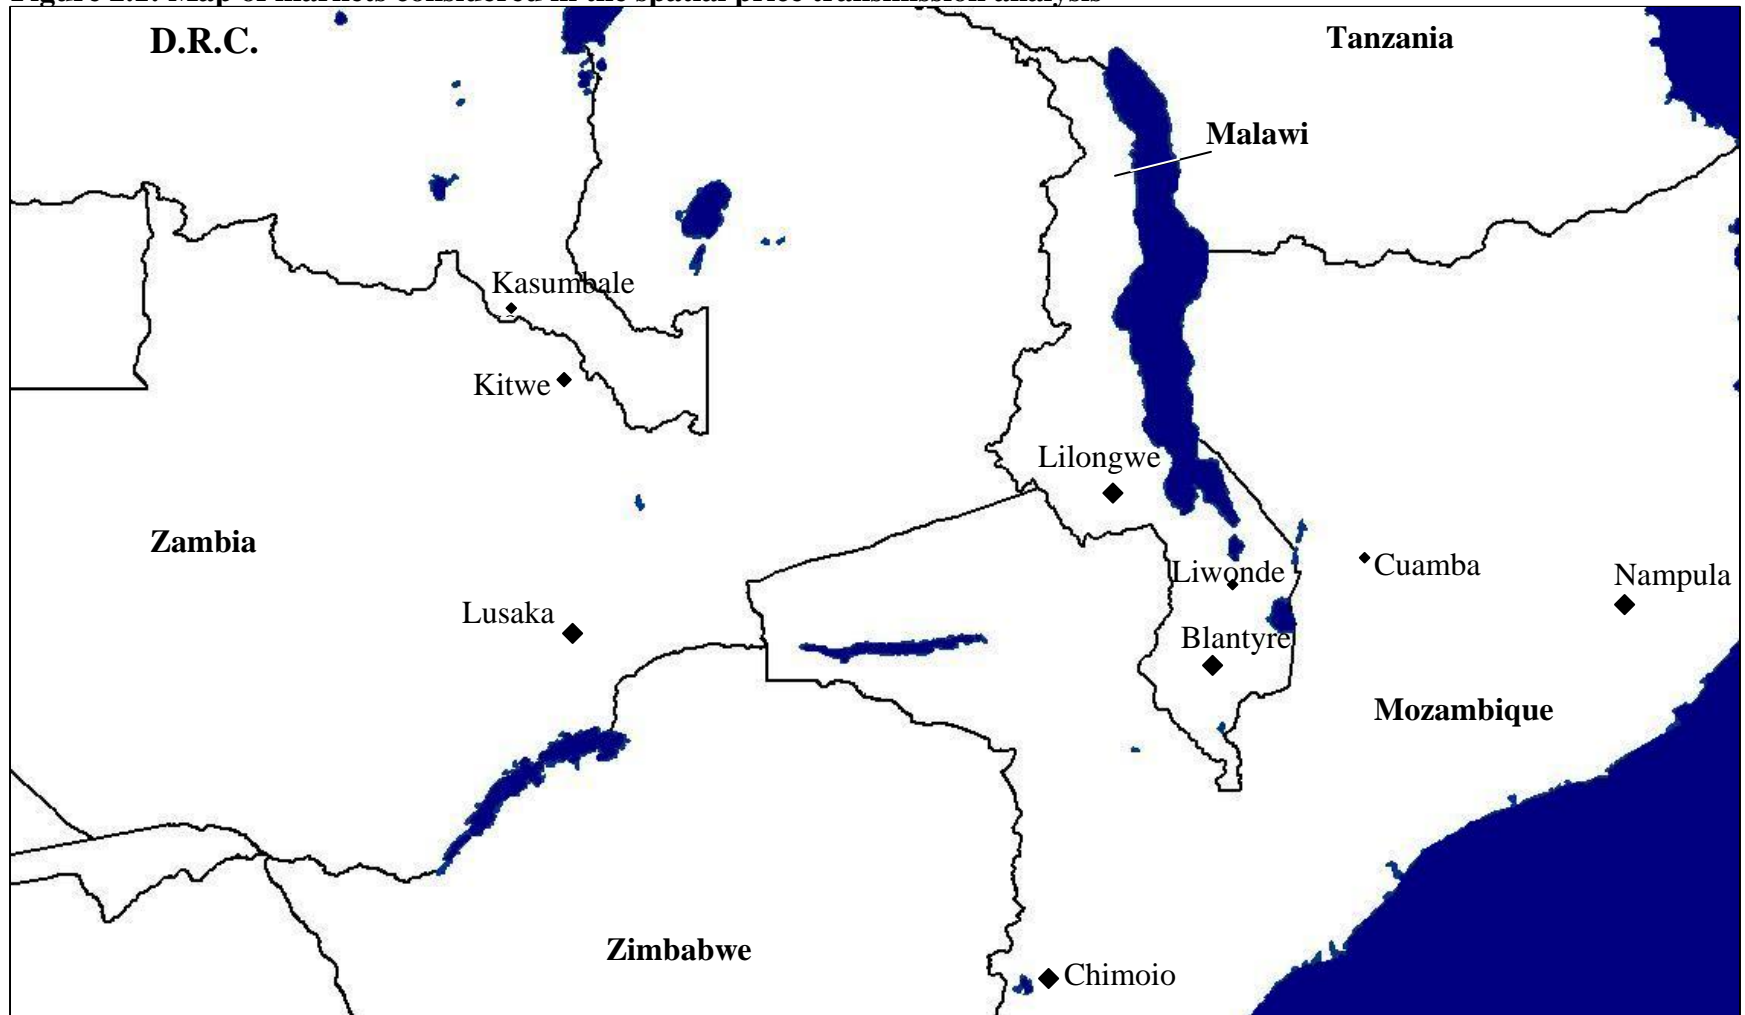 D.R.C.
Tanzania
Malawi
Kasumbale
Kitwe
Lilongwe
Zambia
Liwonde
Cuamba
Nampula
Lusaka
Blantyre
Mozambique
Zimbabwe
Chimoio